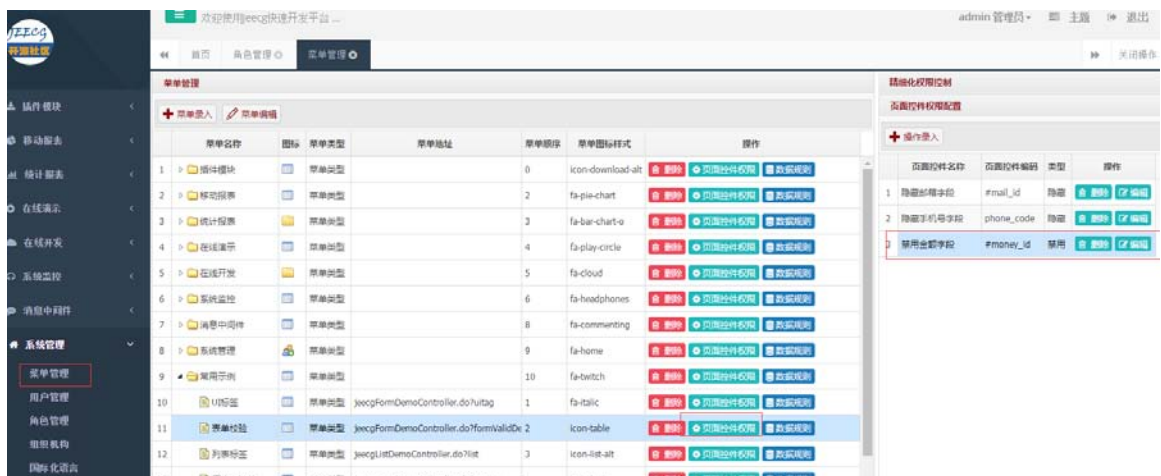 JEECG
开源社区
欢迎使用jeecg快速开发平台...
admin 管理员
主题
退出
首页
角色管理
菜单管理
关闭操作
插件模块
移动报表
统计报表
在线演示
在线开发
系统监控
消息中间件
系统管理
菜单管理
用户管理
角色管理
组织机构
国际化语言
菜单管理
菜单录入 菜单编辑
菜单名称 图标 菜单类型 菜单地址 菜单顺序 菜单图标样式 操作
1 插件模块 菜单类型 0 icon-download-alt 删除 页面控件权限 数据规则
2 移动报表 菜单类型 2 fa-pie-chart 删除 页面控件权限 数据规则
3 统计报表 菜单类型 3 fa-bar-chart-o 删除 页面控件权限 数据规则
4 在线演示 菜单类型 4 fa-play-circle 删除 页面控件权限 数据规则
5 在线开发 菜单类型 5 fa-cloud 删除 页面控件权限 数据规则
6 系统监控 菜单类型 6 fa-headphones 删除 页面控件权限 数据规则
7 消息中间件 菜单类型 8 fa-commenting 删除 页面控件权限 数据规则
8 系统管理 菜单类型 9 fa-home 删除 页面控件权限 数据规则
9 常用示例 菜单类型 10 fa-twitch 删除 页面控件权限 数据规则
10 UI标签 菜单类型 jeecgFormDemoController.do?uitag 1 fa-italic 删除 页面控件权限 数据规则
11 表单校验 菜单类型 jeecgFormDemoController.do?formValidDe 2 icon-table 删除 页面控件权限 数据规则
12 列表标签 菜单类型 jeecgListDemoController.do?list 3 icon-list-alt 删除 页面控件权限 数据规则
精细化权限控制
页面控件权限配置
操作录入
页面控件名称 页面控件编码 类型 操作
1 隐藏邮箱字段 #mail_id 隐藏 删除 编辑
2 隐藏手机号字段 phone_code 隐藏 删除 编辑
3 禁用金额字段 #money_id 禁用 删除 编辑